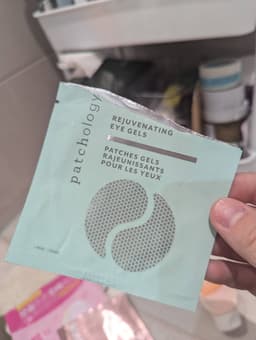 patchology
REJUVENATING
EYE GELS
PATCHES GELS
RAJEUNISSANTS
POUR LES YEUX